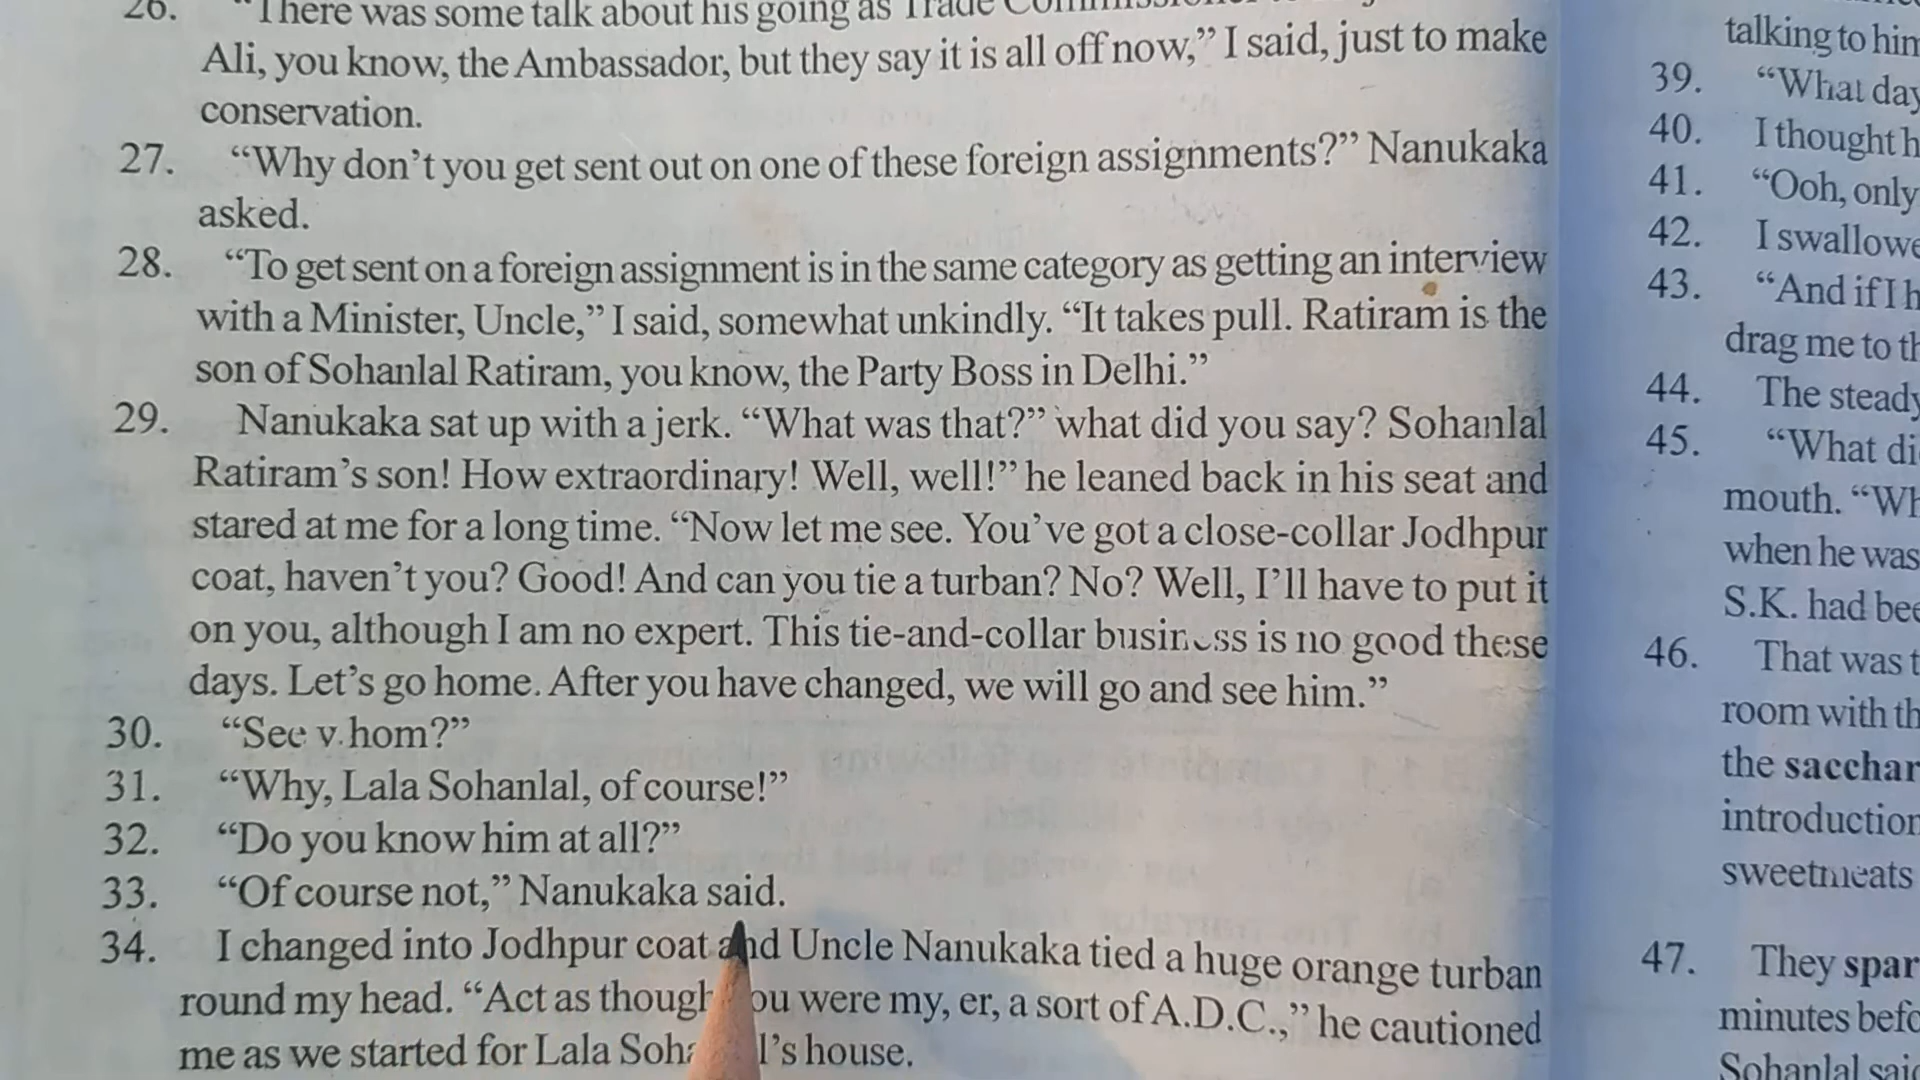 26. "There was some talk about his going as Trade
Ali, you know, the Ambassador, but they say it is all off now," I said, just to make
conservation.
27. "Why don't you get sent out on one of these foreign assignments?" Nanukaka
asked.
28. "To get sent on a foreign assignment is in the same category as getting an interview
with a Minister, Uncle," I said, somewhat unkindly. "It takes pull. Ratiram is the
son of Sohanlal Ratiram, you know, the Party Boss in Delhi."
29. Nanukaka sat up with a jerk. "What was that?" what did you say? Sohanlal
Ratiram's son! How extraordinary! Well, well!" he leaned back in his seat and
stared at me for a long time. "Now let me see. You've got a close-collar Jodhpur
coat, haven't you? Good! And can you tie a turban? No? Well, I'll have to put it
on you, although I am no expert. This tie-and-collar business is no good these
days. Let's go home. After you have changed, we will go and see him."
30. "See whom?"
31. "Why, Lala Sohanlal, of course!"
32. "Do you know him at all?"
33. "Of course not," Nanukaka said.
34. I changed into Jodhpur coat and Uncle Nanukaka tied a huge orange turban
round my head. "Act as though you were my, er, a sort of A.D.C.," he cautioned
me as we started for Lala Sohanlal's house.
talking to him
39. "What day
40. I thought h
41. "Ooh, only
42. I swallowe
43. "And if I h
drag me to th
44. The steady
45. "What di
mouth. "Wh
when he was
S.K. had bee
46. That was t
room with th
the sacchar
introduction
sweetmeats
47. They spar
minutes befo
Sohanlal said